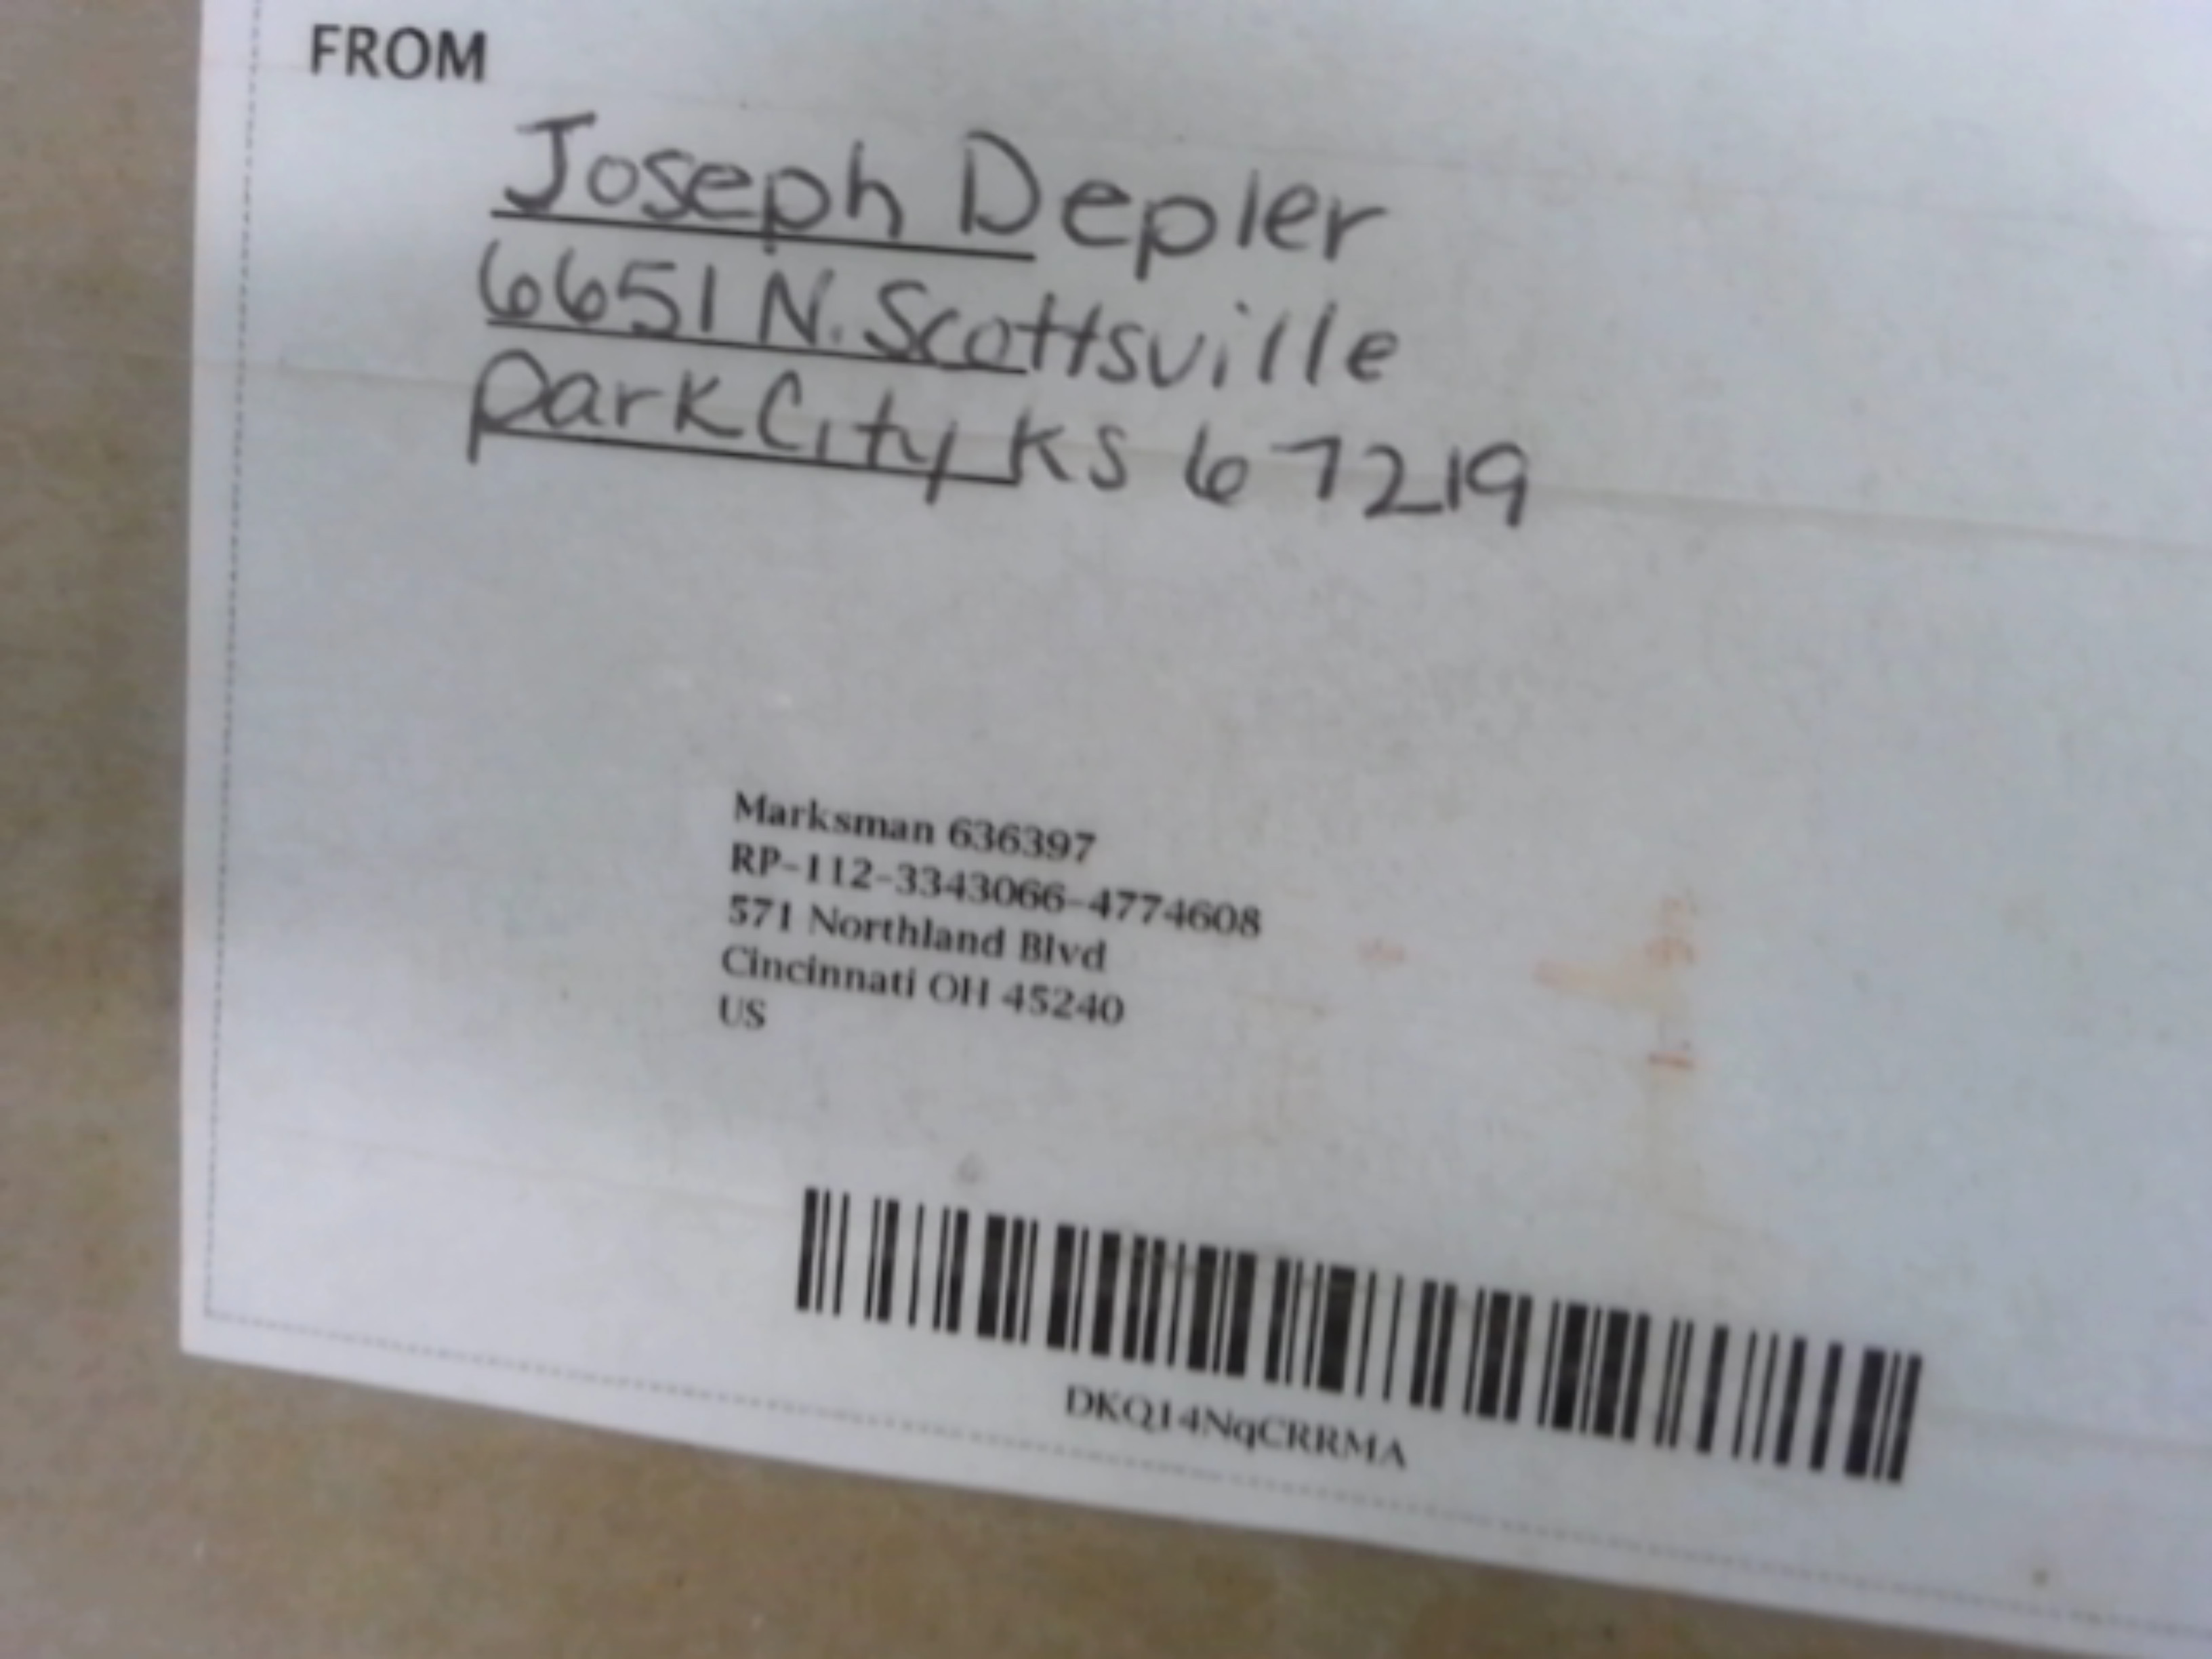 FROM
Joseph Depler
6651 N. Scottsville
Park City KS 67219
Marksman 636397
RP-112-3343066-4774608
571 Northland Blvd
Cincinnati OH 45240
US
DKQ14NqCRRMA